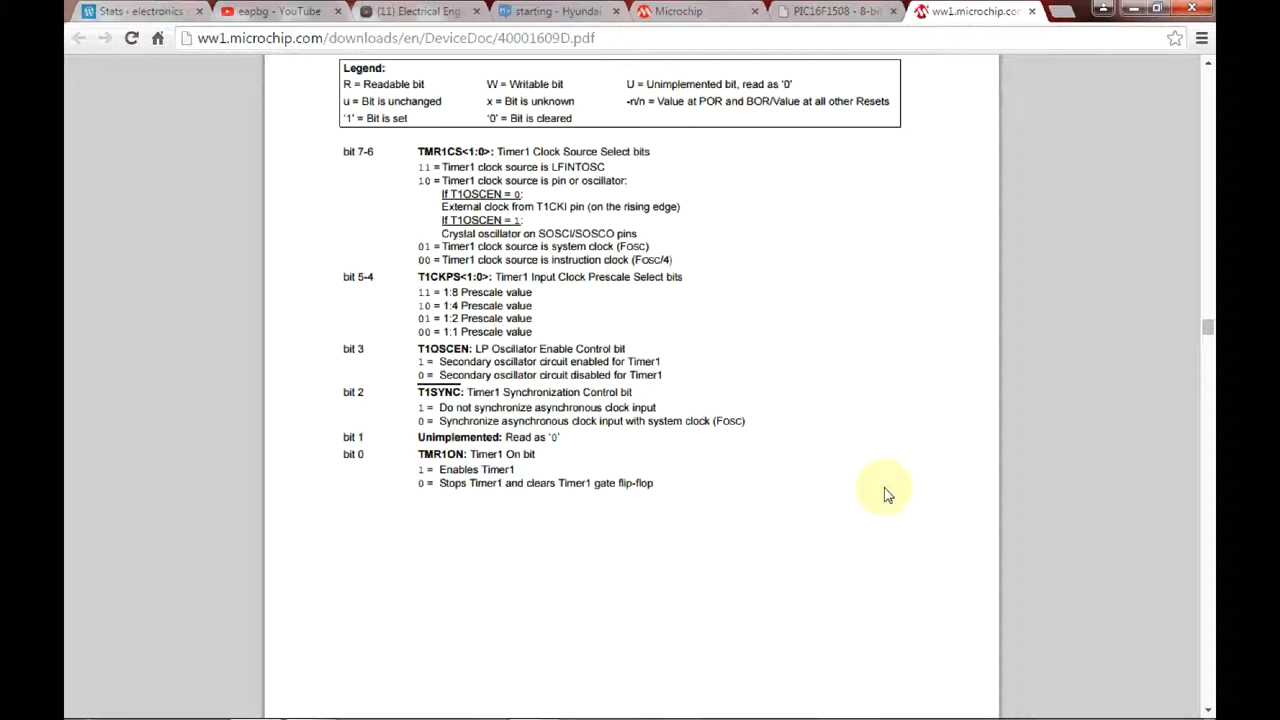 Stats - electronics
eapbg - YouTube
(11) Electrical Eng
starting - Hyundai
Microchip
PIC16F1508 - 8-bit
ww1.microchip.com
ww1.microchip.com/downloads/en/DeviceDoc/40001609D.pdf
Legend:
R = Readable bit W = Writable bit U = Unimplemented bit, read as ‘0’
u = Bit is unchanged x = Bit is unknown -n/n = Value at POR and BOR/Value at all other Resets
‘1’ = Bit is set ‘0’ = Bit is cleared
bit 7-6 TMR1CS<1:0>: Timer1 Clock Source Select bits
11 = Timer1 clock source is LFINTOSC
10 = Timer1 clock source is pin or oscillator:
If T1OSCEN = 0:
External clock from T1CKI pin (on the rising edge)
If T1OSCEN = 1:
Crystal oscillator on SOSCI/SOSCO pins
01 = Timer1 clock source is system clock (FOSC)
00 = Timer1 clock source is instruction clock (FOSC/4)
bit 5-4 T1CKPS<1:0>: Timer1 Input Clock Prescale Select bits
11 = 1:8 Prescale value
10 = 1:4 Prescale value
01 = 1:2 Prescale value
00 = 1:1 Prescale value
bit 3 T1OSCEN: LP Oscillator Enable Control bit
1 = Secondary oscillator circuit enabled for Timer1
0 = Secondary oscillator circuit disabled for Timer1
bit 2 T1SYNC: Timer1 Synchronization Control bit
1 = Do not synchronize asynchronous clock input
0 = Synchronize asynchronous clock input with system clock (FOSC)
bit 1 Unimplemented: Read as ‘0’
bit 0 TMR1ON: Timer1 On bit
1 = Enables Timer1
0 = Stops Timer1 and clears Timer1 gate flip-flop